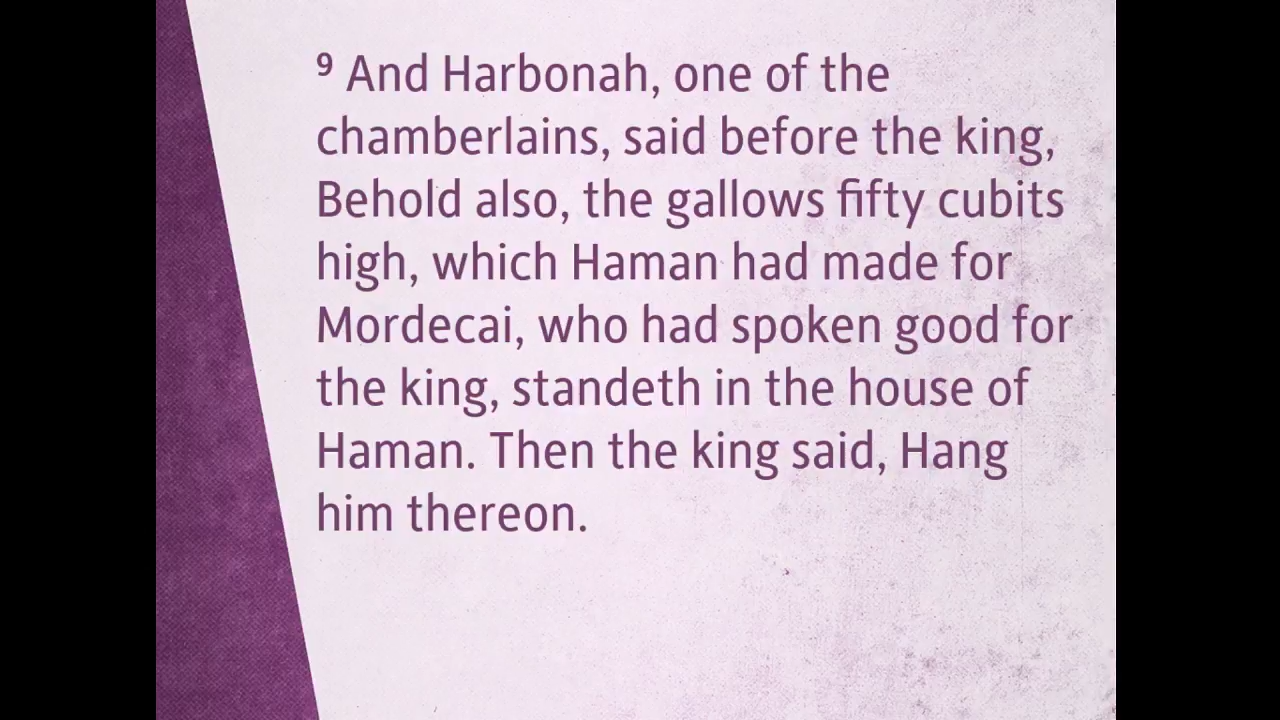 ⁹ And Harbonah, one of the
chamberlains, said before the king,
Behold also, the gallows fifty cubits
high, which Haman had made for
Mordecai, who had spoken good for
the king, standeth in the house of
Haman. Then the king said, Hang
him thereon.